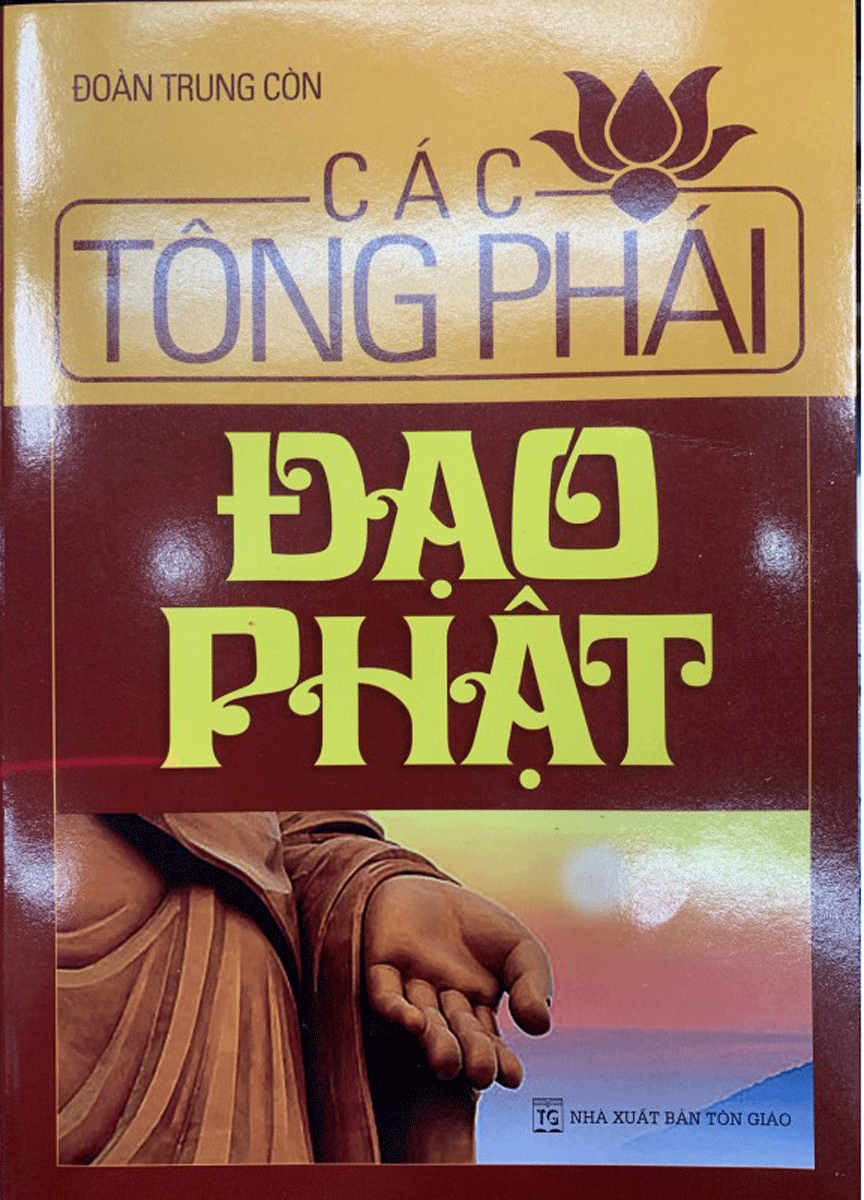 ĐOÀN TRUNG CÒN
CÁC
TÔNG PHÁI
ĐẠO
PHẬT
TG NHÀ XUẤT BẢN TÔN GIÁO